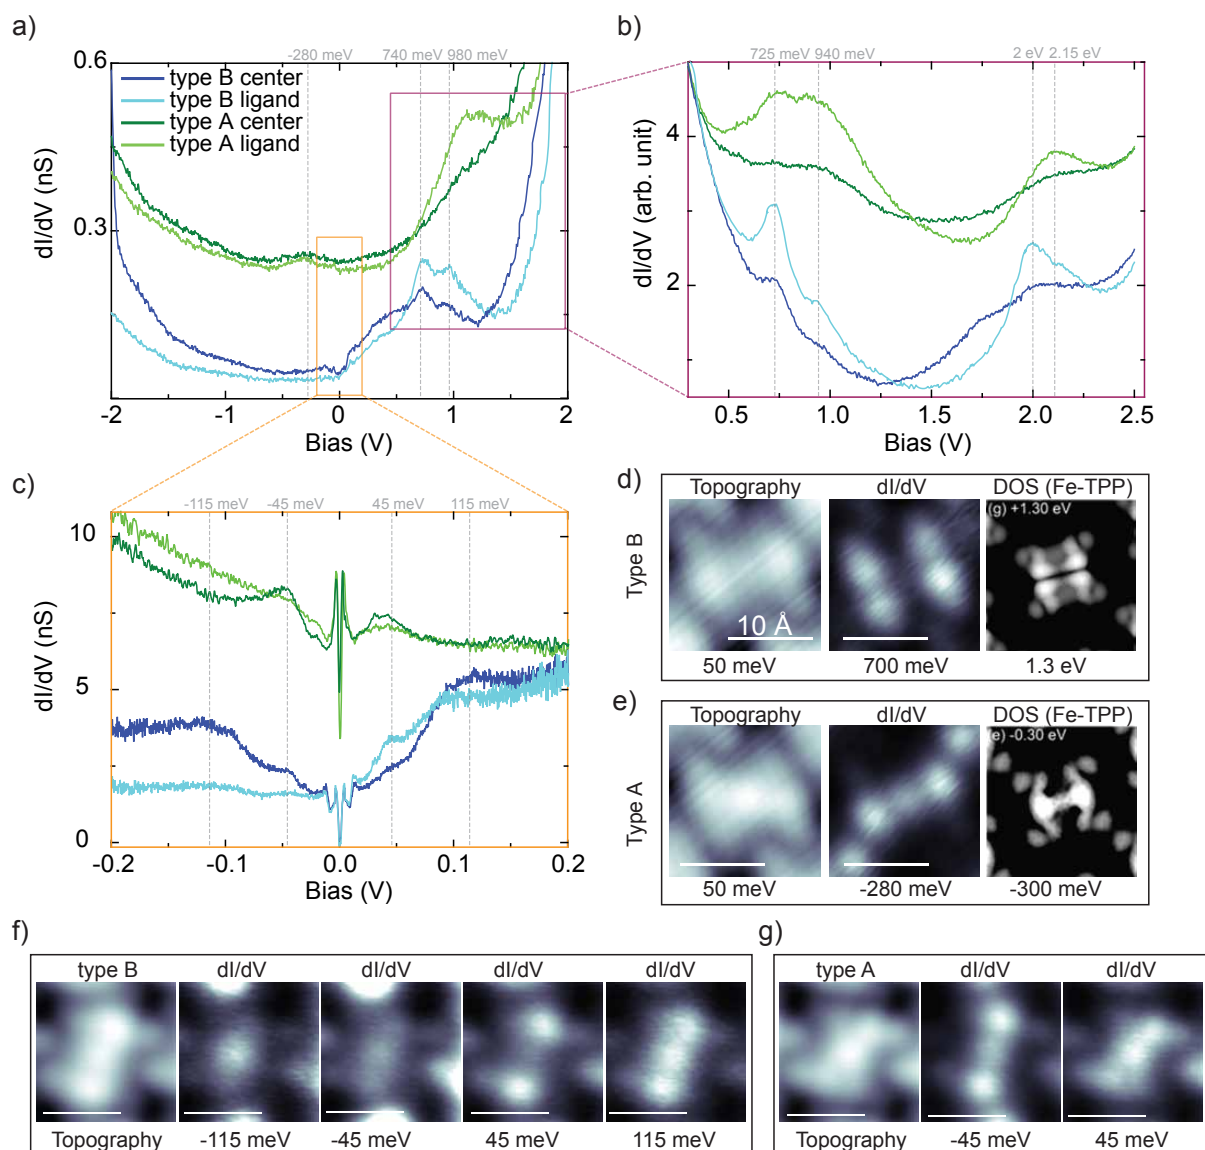 a)
-280 meV
740 meV 980 meV
0.6
0.3
dI/dV (nS)
type B center
type B ligand
type A center
type A ligand
-2
-1
0
1
2
Bias (V)
b)
725 meV 940 meV
2 eV 2.15 eV
4
2
dI/dV (arb. unit)
0.5
1.0
1.5
2.0
2.5
Bias (V)
c)
-115 meV
-45 meV
45 meV
115 meV
10
5
0
dI/dV (nS)
-0.2
-0.1
0.0
0.1
0.2
Bias (V)
d)
Topography
dI/dV
DOS (Fe-TPP)
Type B
(g) +1.30 eV
10 Å
50 meV
700 meV
1.3 eV
e)
Topography
dI/dV
DOS (Fe-TPP)
Type A
(e) -0.30 eV
50 meV
-280 meV
-300 meV
f)
type B
dI/dV
dI/dV
dI/dV
dI/dV
Topography
-115 meV
-45 meV
45 meV
115 meV
g)
type A
dI/dV
dI/dV
Topography
-45 meV
45 meV